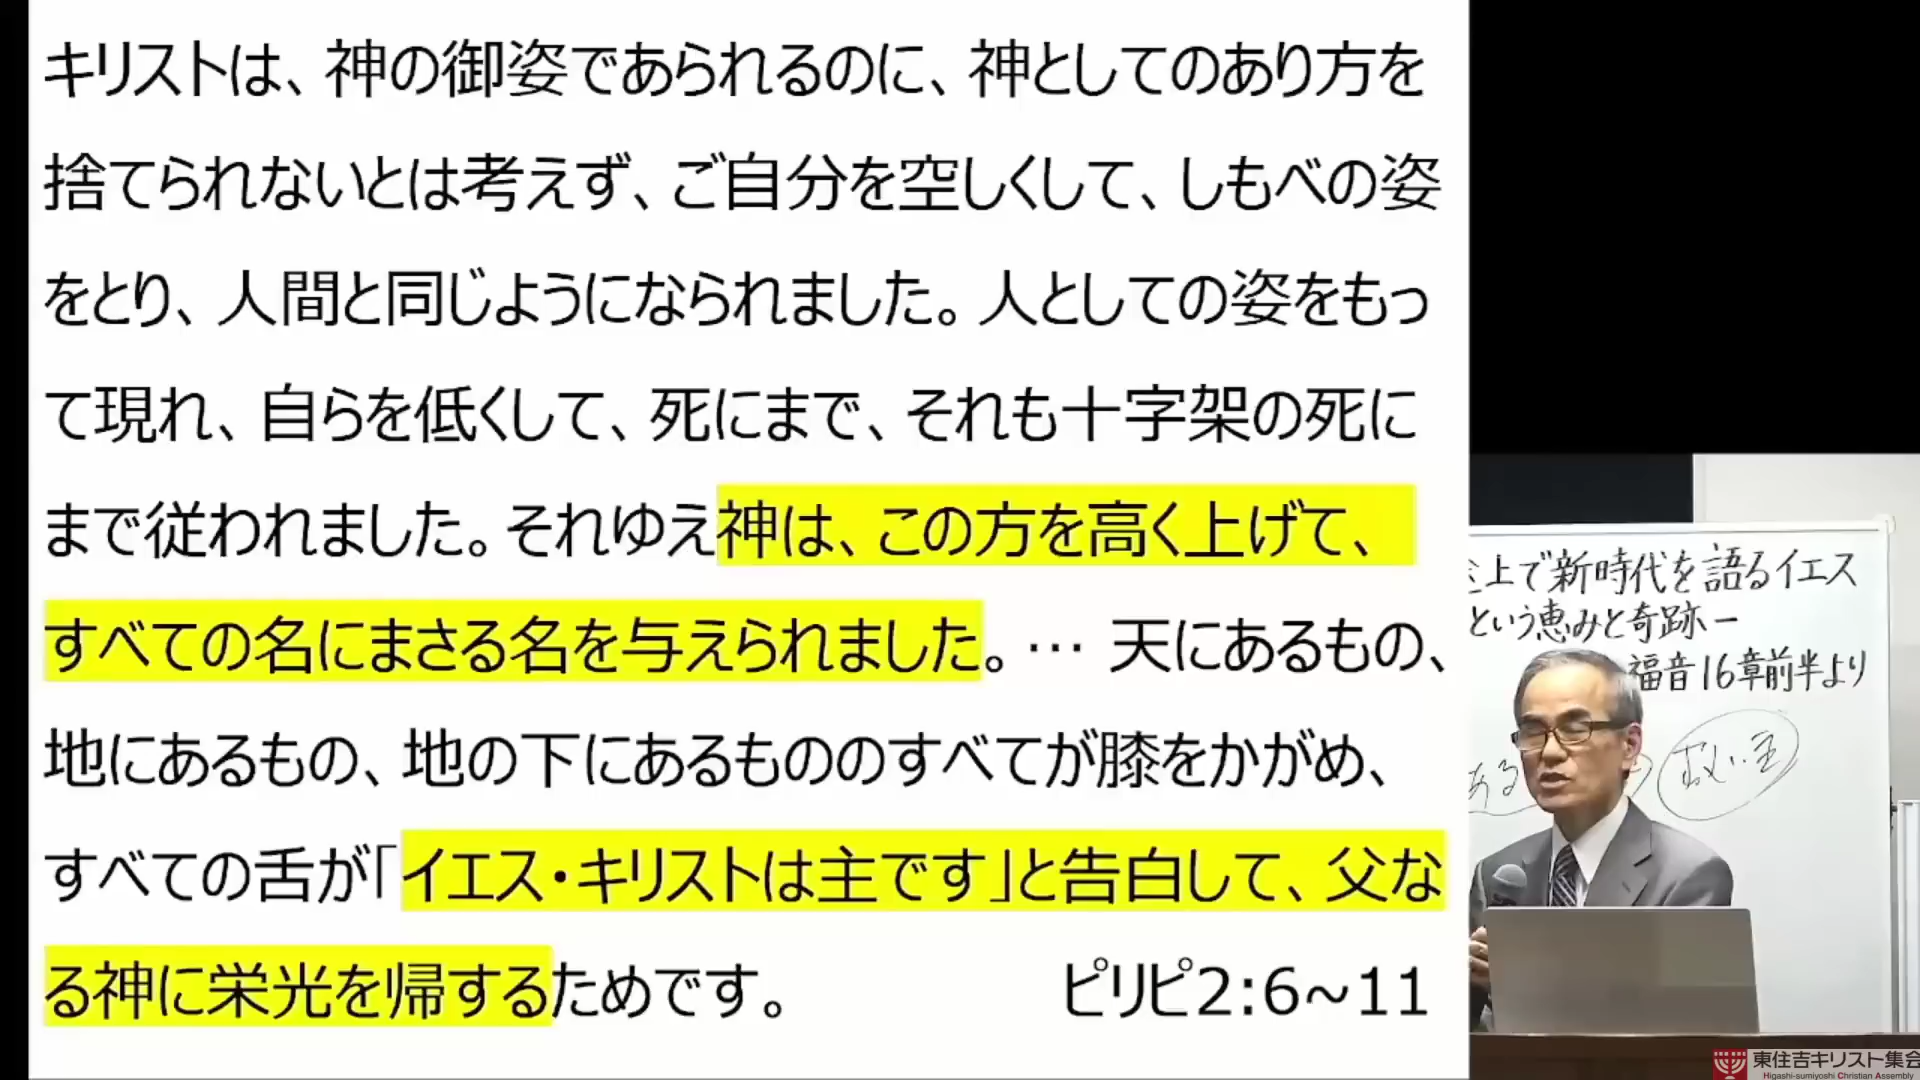 キリストは、神の御姿であられるのに、神としてのあり方を
捨てられないとは考えず、ご自分を空しくして、しもべの姿
をとり、人間と同じようになられました。人としての姿をもっ
て現れ、自らを低くして、死にまで、それも十字架の死に
まで従われました。それゆえ神は、この方を高く上げて、
すべての名にまさる名を与えられました。… 天にあるもの、
地にあるもの、地の下にあるもののすべてが膝をかがめ、
すべての舌が「イエス・キリストは主です」と告白して、父な
る神に栄光を帰するためです。 ピリピ2:6~11
上で新時代を語るイエス
という恵みと奇跡ー
福音16章前半より
ある
救い主
東住吉キリスト集会
Higashi-sumiyoshi Christian Assembly